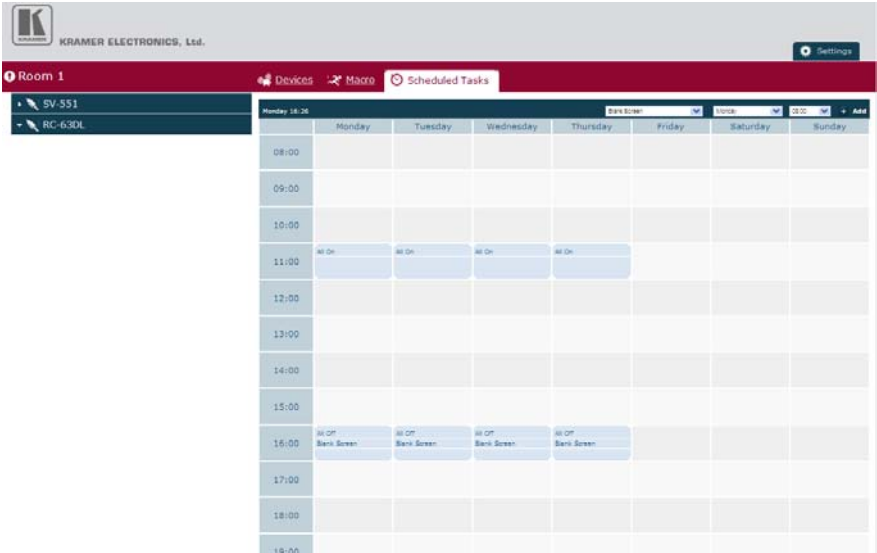 KRAMER
KRAMER ELECTRONICS, Ltd.
Settings
Room 1
Devices Macro Scheduled Tasks
SV-551
RC-63DL
Monday 16:26 Blank Screen Monday 08:00 + Add
Monday Tuesday Wednesday Thursday Friday Saturday Sunday
08:00
09:00
10:00
All On All On All On All On
11:00
12:00
13:00
14:00
15:00
All Off All Off All Off All Off
16:00 Blank Screen Blank Screen Blank Screen Blank Screen
17:00
18:00
19:00